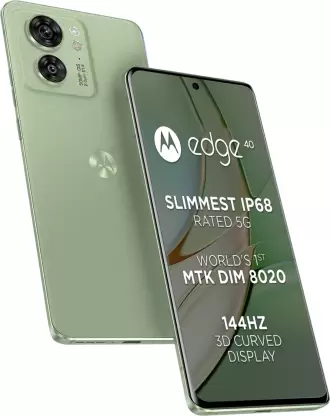 edge 40
SLIMMEST IP68
RATED 5G
WORLD'S 1ST
MTK DIM 8020
144HZ
3D CURVED
DISPLAY